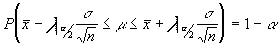 P(x̄ − λ_{α/2} σ/√n ≤ μ ≤ x̄ + λ_{α/2} σ/√n) = 1 − α